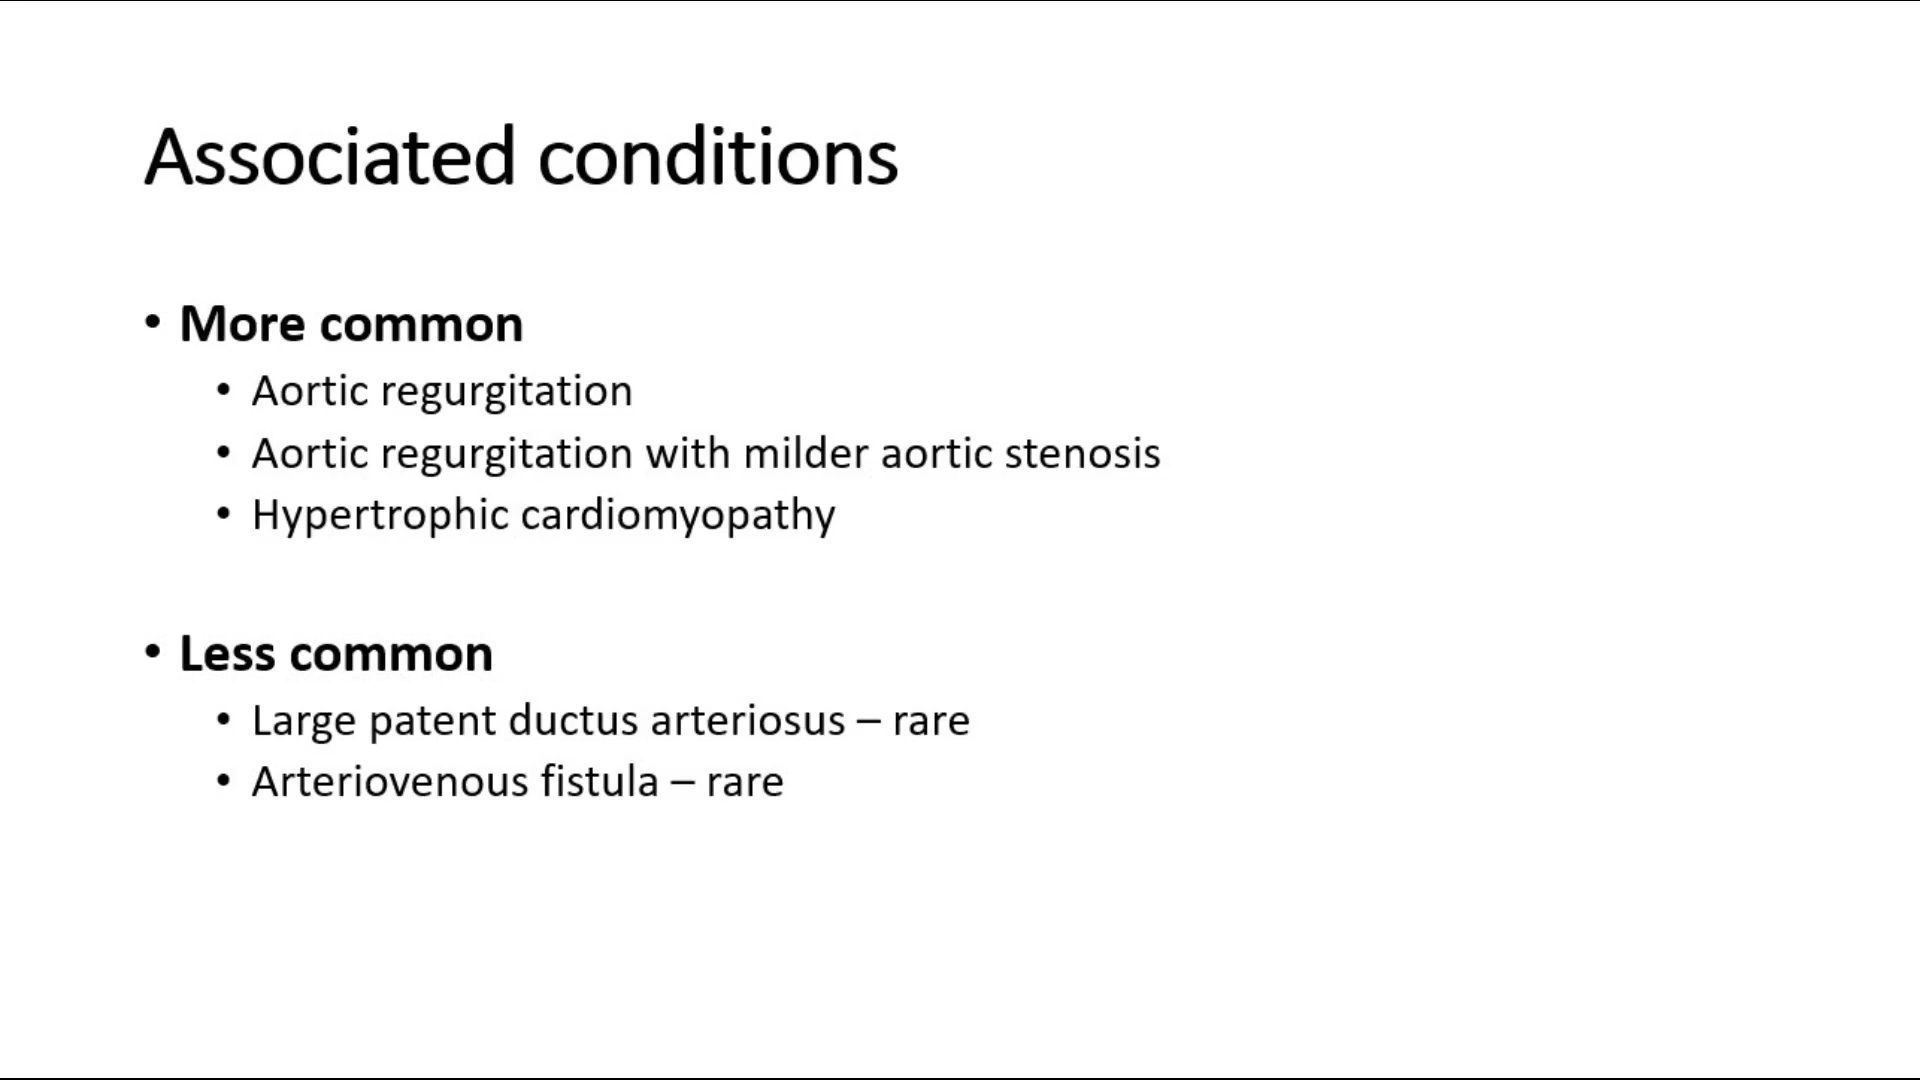 Associated conditions
• More common
• Aortic regurgitation
• Aortic regurgitation with milder aortic stenosis
• Hypertrophic cardiomyopathy
• Less common
• Large patent ductus arteriosus – rare
• Arteriovenous fistula – rare